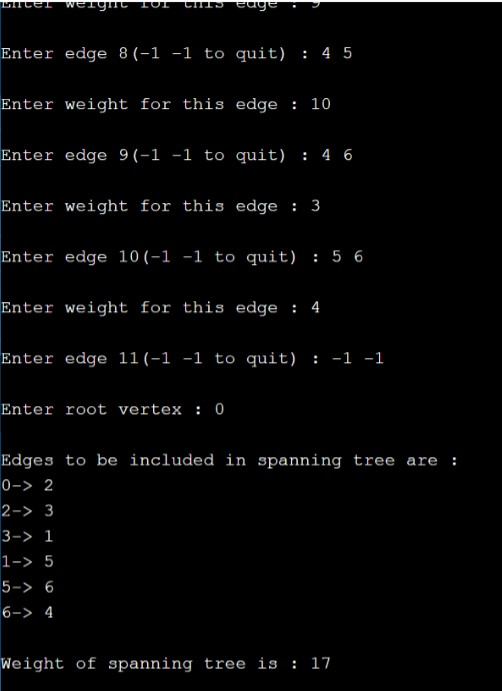 Enter weight for this edge : 9
Enter edge 8(-1 -1 to quit) : 4 5
Enter weight for this edge : 10
Enter edge 9(-1 -1 to quit) : 4 6
Enter weight for this edge : 3
Enter edge 10(-1 -1 to quit) : 5 6
Enter weight for this edge : 4
Enter edge 11(-1 -1 to quit) : -1 -1
Enter root vertex : 0
Edges to be included in spanning tree are :
0-> 2
2-> 3
3-> 1
1-> 5
5-> 6
6-> 4
Weight of spanning tree is : 17